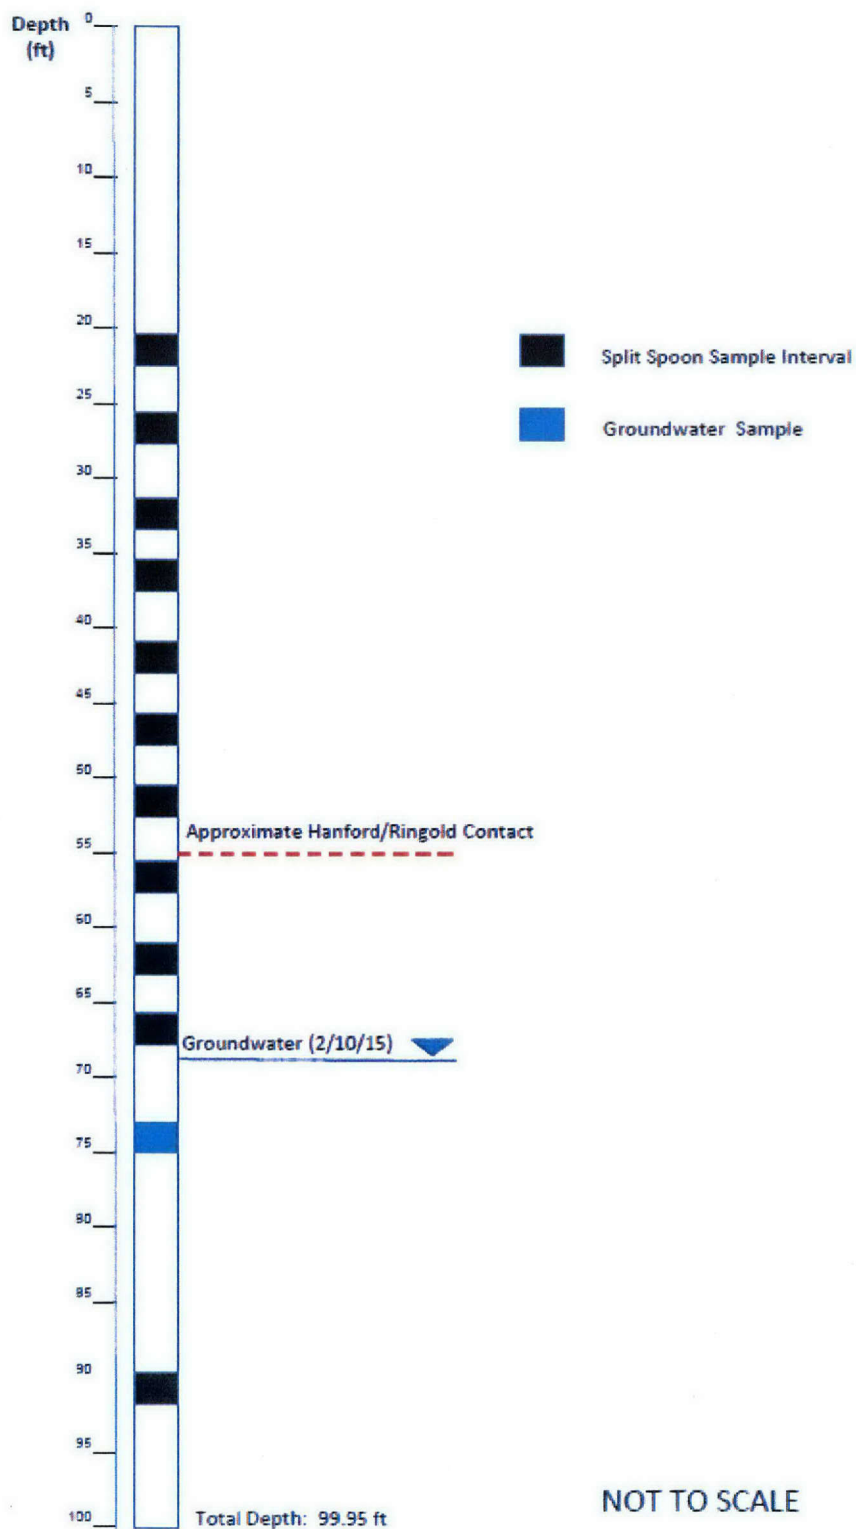 Depth
(ft)
0
5
10
15
20
25
30
35
40
45
50
55
60
65
70
75
80
85
90
95
100
Split Spoon Sample Interval
Groundwater Sample
Approximate Hanford/Ringold Contact
Groundwater (2/10/15)
Total Depth: 99.95 ft
NOT TO SCALE